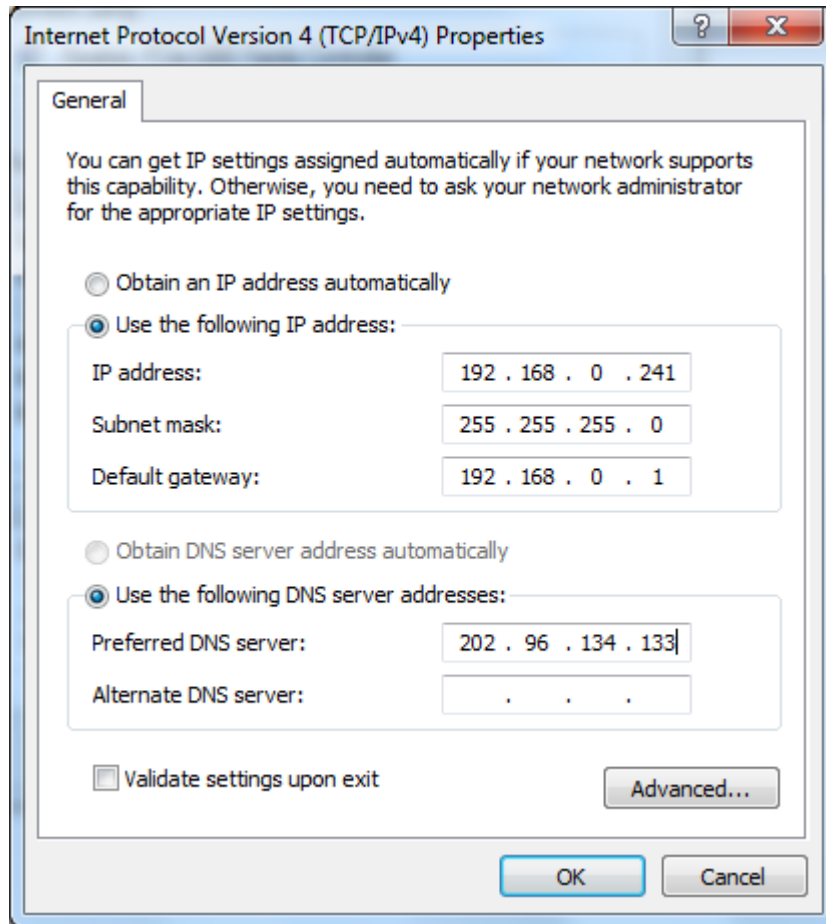 Internet Protocol Version 4 (TCP/IPv4) Properties
General
You can get IP settings assigned automatically if your network supports
this capability. Otherwise, you need to ask your network administrator
for the appropriate IP settings.
Obtain an IP address automatically
Use the following IP address:
IP address: 192 . 168 . 0 . 241
Subnet mask: 255 . 255 . 255 . 0
Default gateway: 192 . 168 . 0 . 1
Obtain DNS server address automatically
Use the following DNS server addresses:
Preferred DNS server: 202 . 96 . 134 . 133
Alternate DNS server: . . .
Validate settings upon exit
Advanced...
OK Cancel